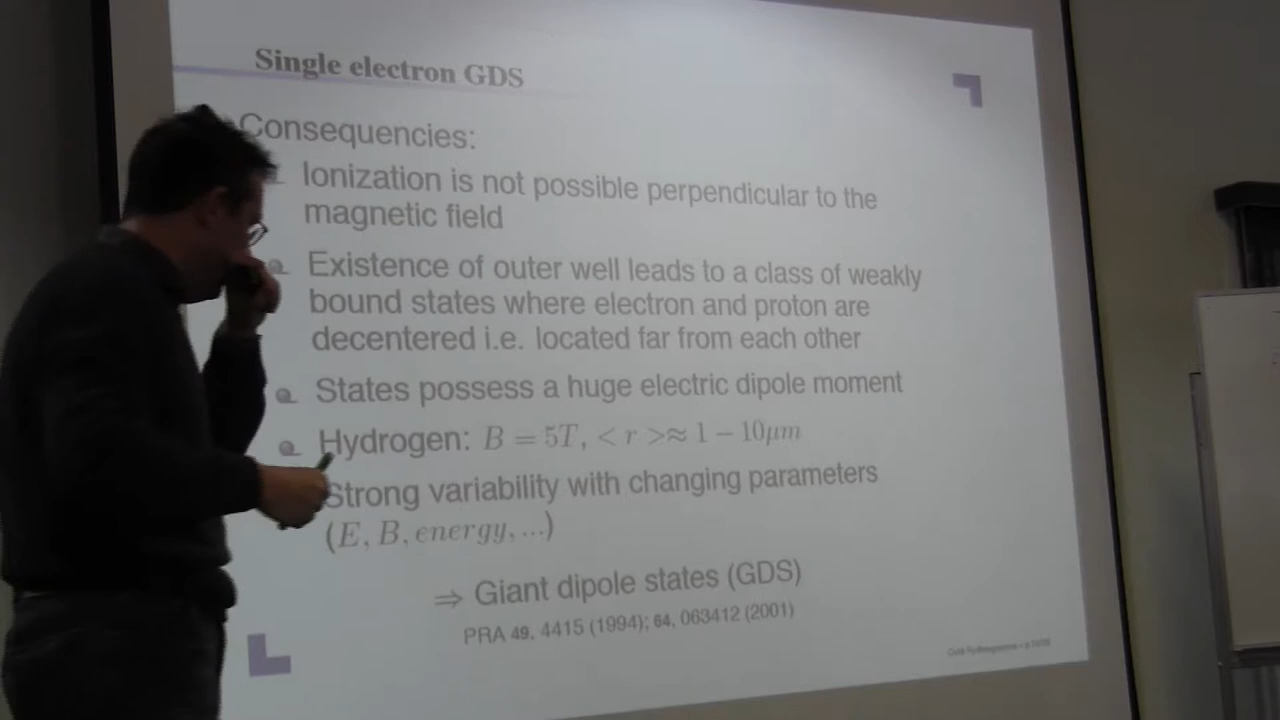 Single electron GDS
Consequencies:
Ionization is not possible perpendicular to the
magnetic field
Existence of outer well leads to a class of weakly
bound states where electron and proton are
decentered i.e. located far from each other
States possess a huge electric dipole moment
Hydrogen: B = 5T, < r >≈ 1 − 10μm
Strong variability with changing parameters
(E, B, energy, ...)
⇒ Giant dipole states (GDS)
PRA 49, 4415 (1994); 64, 063412 (2001)